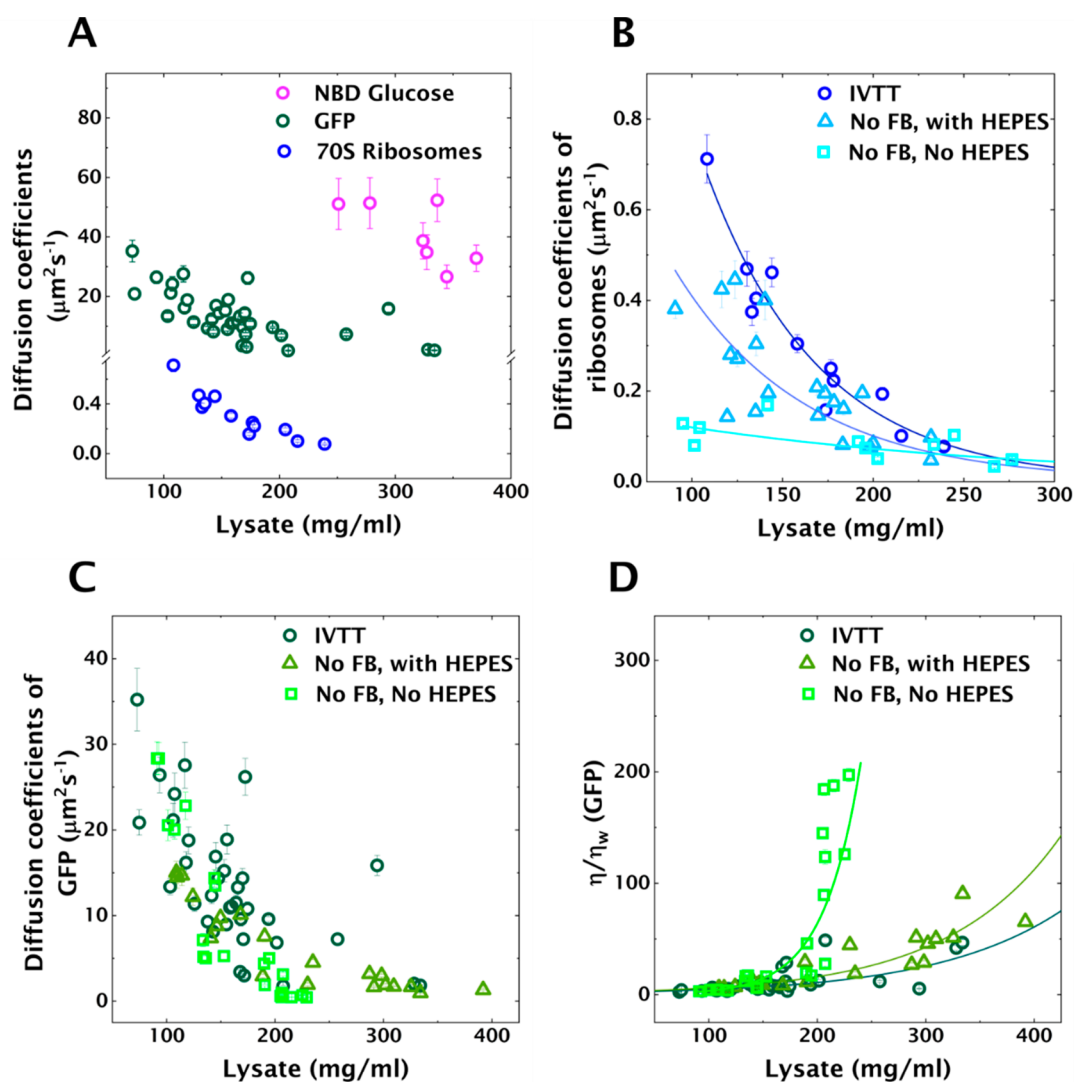 A
NBD Glucose
GFP
70S Ribosomes
Diffusion coefficients
(μm²s⁻¹)
80
60
40
20
0.4
0.0
100
200
300
400
Lysate (mg/ml)
B
IVTT
No FB, with HEPES
No FB, No HEPES
Diffusion coefficients of
ribosomes (μm²s⁻¹)
0.8
0.6
0.4
0.2
0.0
100
150
200
250
300
Lysate (mg/ml)
C
IVTT
No FB, with HEPES
No FB, No HEPES
Diffusion coefficients of
GFP (μm²s⁻¹)
40
30
20
10
0
100
200
300
400
Lysate (mg/ml)
D
IVTT
No FB, with HEPES
No FB, No HEPES
η/ηw (GFP)
300
200
100
0
100
200
300
400
Lysate (mg/ml)